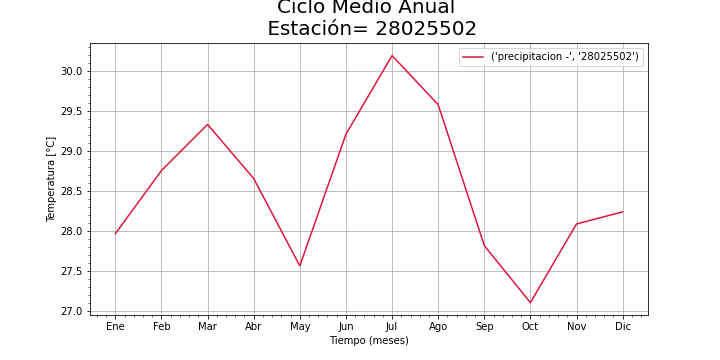 Ciclo Medio Anual
Estación= 28025502
('precipitacion -', '28025502')
Temperatura [°C]
30.0
29.5
29.0
28.5
28.0
27.5
27.0
Ene Feb Mar Abr May Jun Jul Ago Sep Oct Nov Dic
Tiempo (meses)